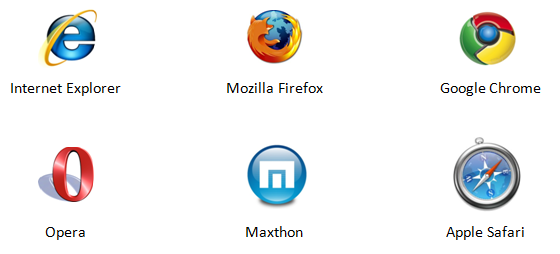 Internet Explorer
Mozilla Firefox
Google Chrome
Opera
Maxthon
Apple Safari